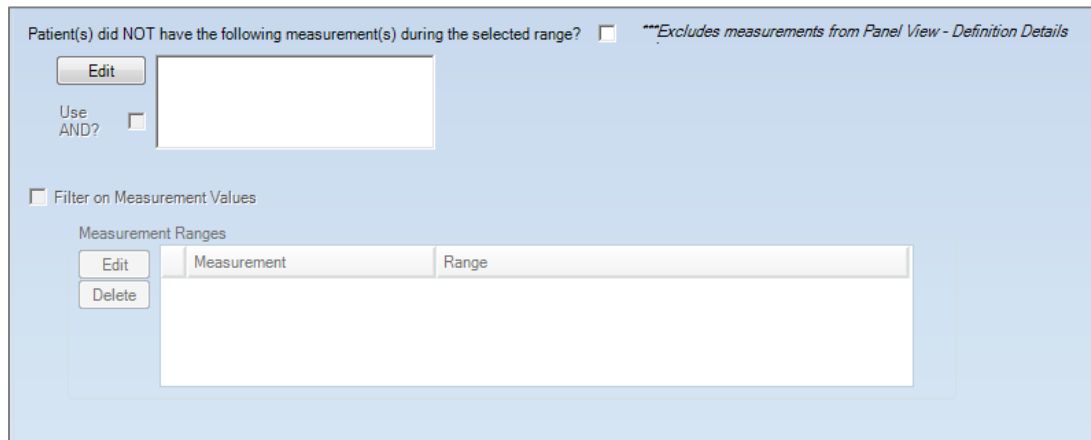 Patient(s) did NOT have the following measurement(s) during the selected range? ***Excludes measurements from Panel View - Definition Details
Edit
Use
AND?
Filter on Measurement Values
Measurement Ranges
Edit Measurement Range
Delete